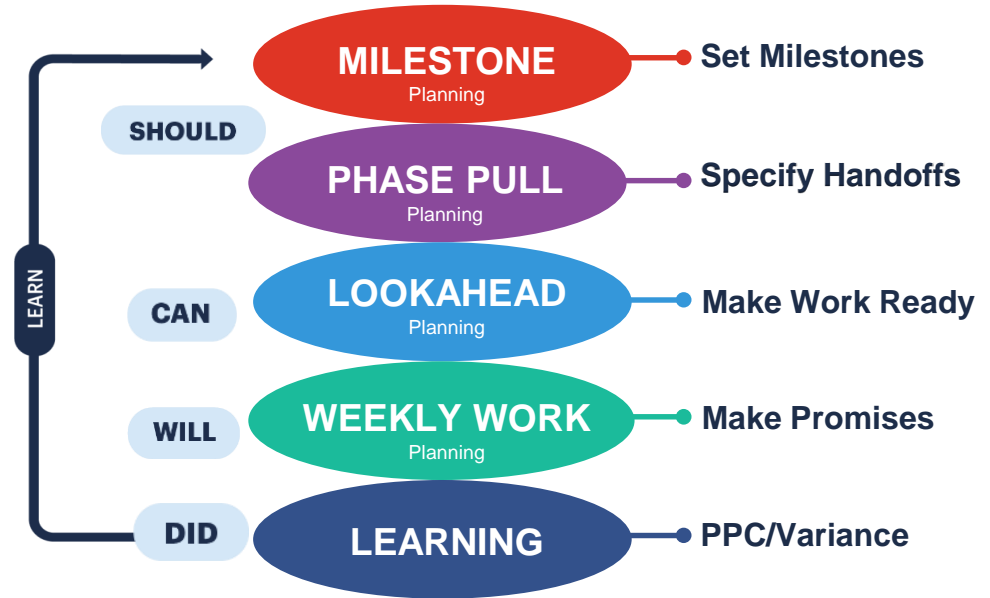 MILESTONE
Planning
Set Milestones
SHOULD
PHASE PULL
Planning
Specify Handoffs
LEARN
LOOKAHEAD
Planning
CAN
Make Work Ready
WEEKLY WORK
Planning
WILL
Make Promises
DID
LEARNING
PPC/Variance